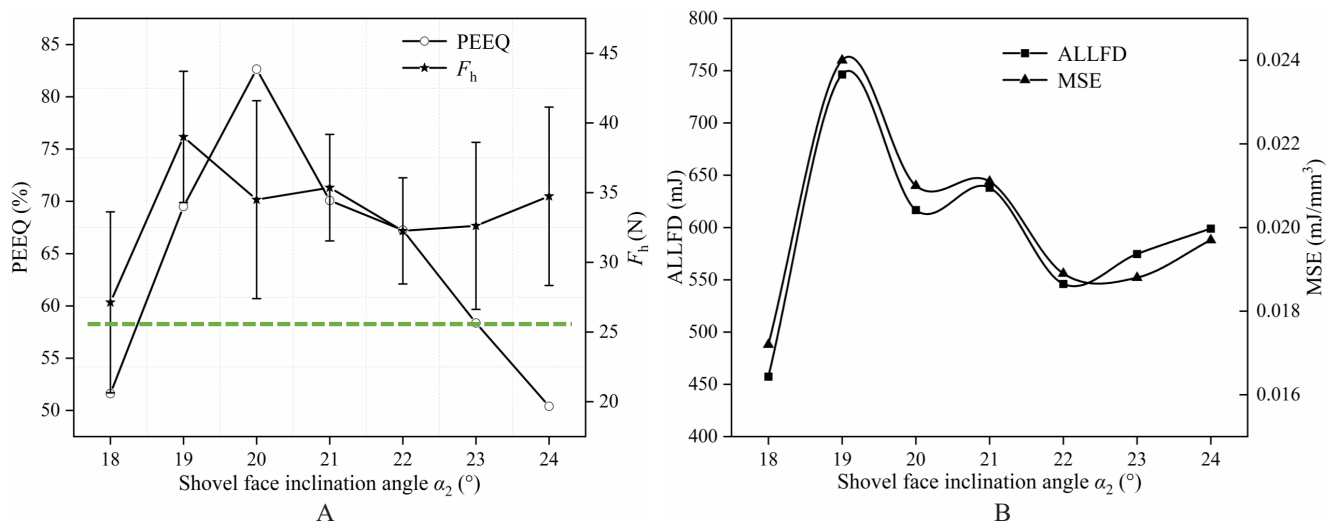 PEEQ (%)
85
80
75
70
65
60
55
50
PEEQ
F_h
45
40
35
30
25
20
F_h (N)
18 19 20 21 22 23 24
Shovel face inclination angle α₂ (°)
A
ALLFD (mJ)
800
750
700
650
600
550
500
450
400
ALLFD
MSE
0.024
0.022
0.020
0.018
0.016
MSE (mJ/mm³)
18 19 20 21 22 23 24
Shovel face inclination angle α₂ (°)
B